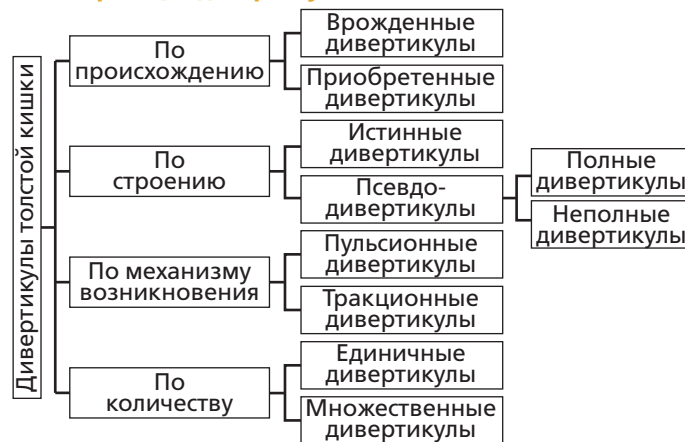 Дивертикулы толстой кишки
По
происхождению
Врожденные
дивертикулы
Приобретенные
дивертикулы
По
строению
Истинные
дивертикулы
Псевдо-
дивертикулы
Полные
дивертикулы
Неполные
дивертикулы
По механизму
возникновения
Пульсионные
дивертикулы
Тракционные
дивертикулы
По
количеству
Единичные
дивертикулы
Множественные
дивертикулы